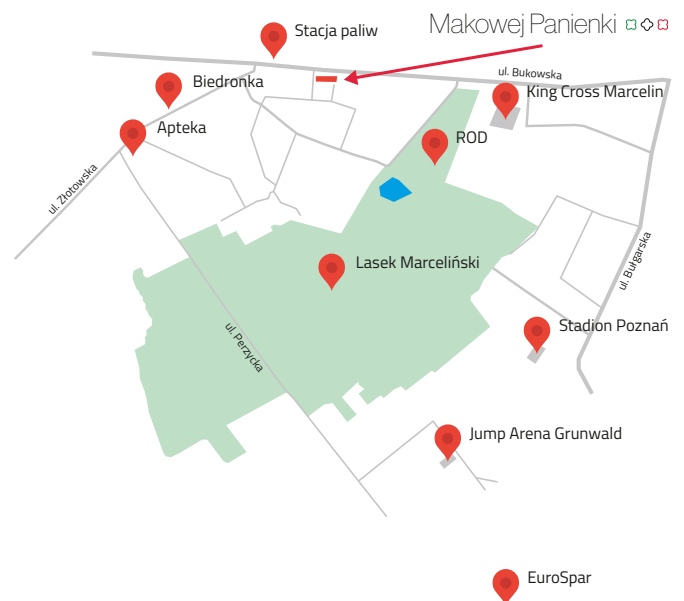 Makowej Panienki
Stacja paliw
ul. Bukowska
Biedronka
King Cross Marcelin
Apteka
ROD
ul. Złotowska
Lasek Marceliński
ul. Bułgarska
ul. Perzycka
Stadion Poznań
Jump Arena Grunwald
EuroSpar